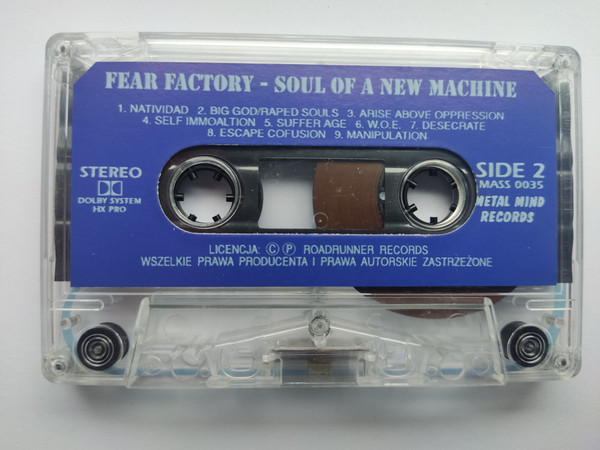 FEAR FACTORY - SOUL OF A NEW MACHINE
1. NATIVIDAD 2. BIG GOD/RAPED SOULS 3. ARISE ABOVE OPPRESSION
4. SELF IMMOALTION 5. SUFFER AGE 6. W.O.E. 7. DESECRATE
8. ESCAPE COFUSION 9. MANIPULATION
STEREO
DOLBY SYSTEM
HX PRO
SIDE 2
MASS 0035
METAL MIND
RECORDS
LICENCJA: Ⓒ Ⓟ ROADRUNNER RECORDS
WSZELKIE PRAWA PRODUCENTA I PRAWA AUTORSKIE ZASTRZEŻONE